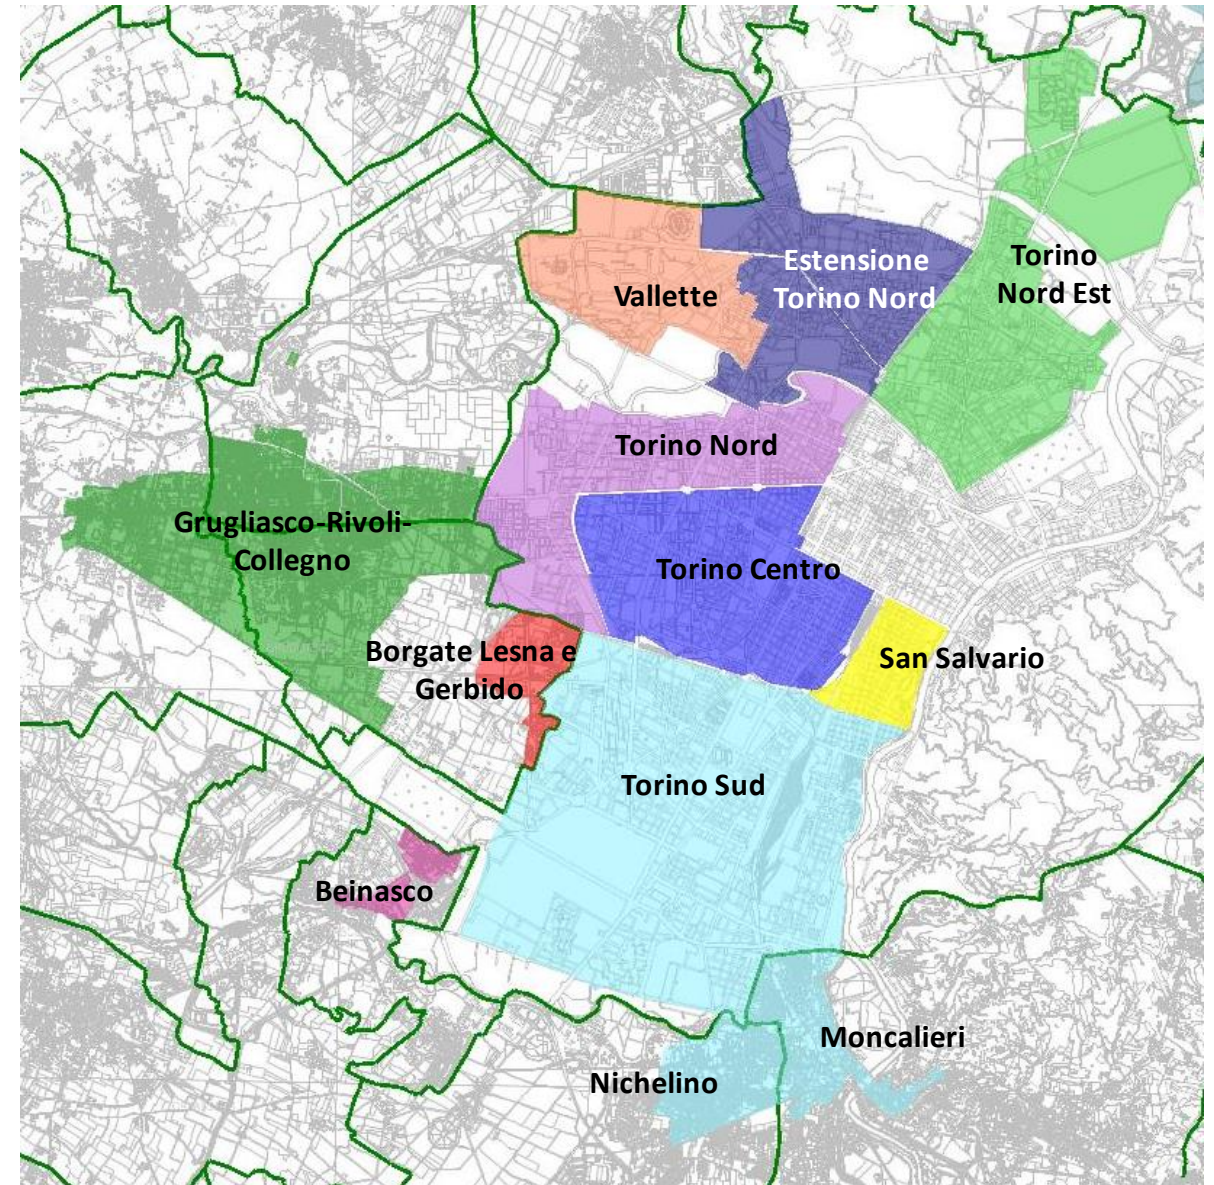 Estensione
Torino Nord
Torino
Nord Est
Vallette
Torino Nord
Grugliasco-Rivoli-
Collegno
Torino Centro
Borgate Lesna e
Gerbido
San Salvario
Torino Sud
Beinasco
Moncalieri
Nichelino